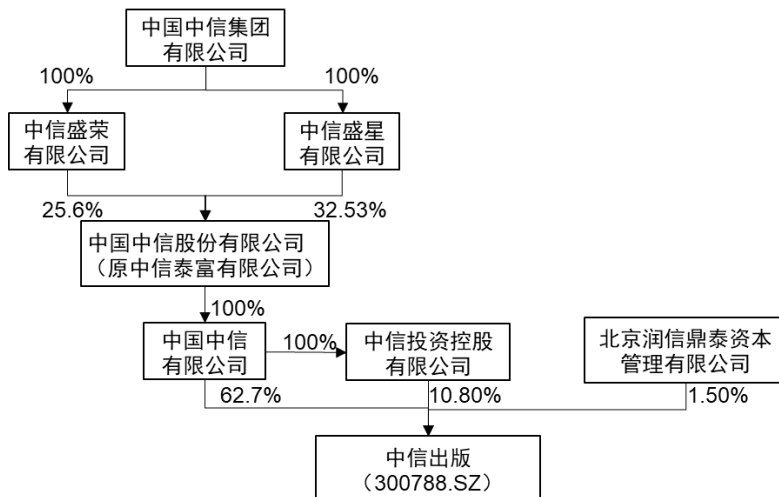 中国中信集团
有限公司
100%
100%
中信盛荣
有限公司
中信盛星
有限公司
25.6%
32.53%
中国中信股份有限公司
（原中信泰富有限公司）
100%
中国中信
有限公司
100%
中信投资控股
有限公司
北京润信鼎泰资本
管理有限公司
62.7%
10.80%
1.50%
中信出版
（300788.SZ）